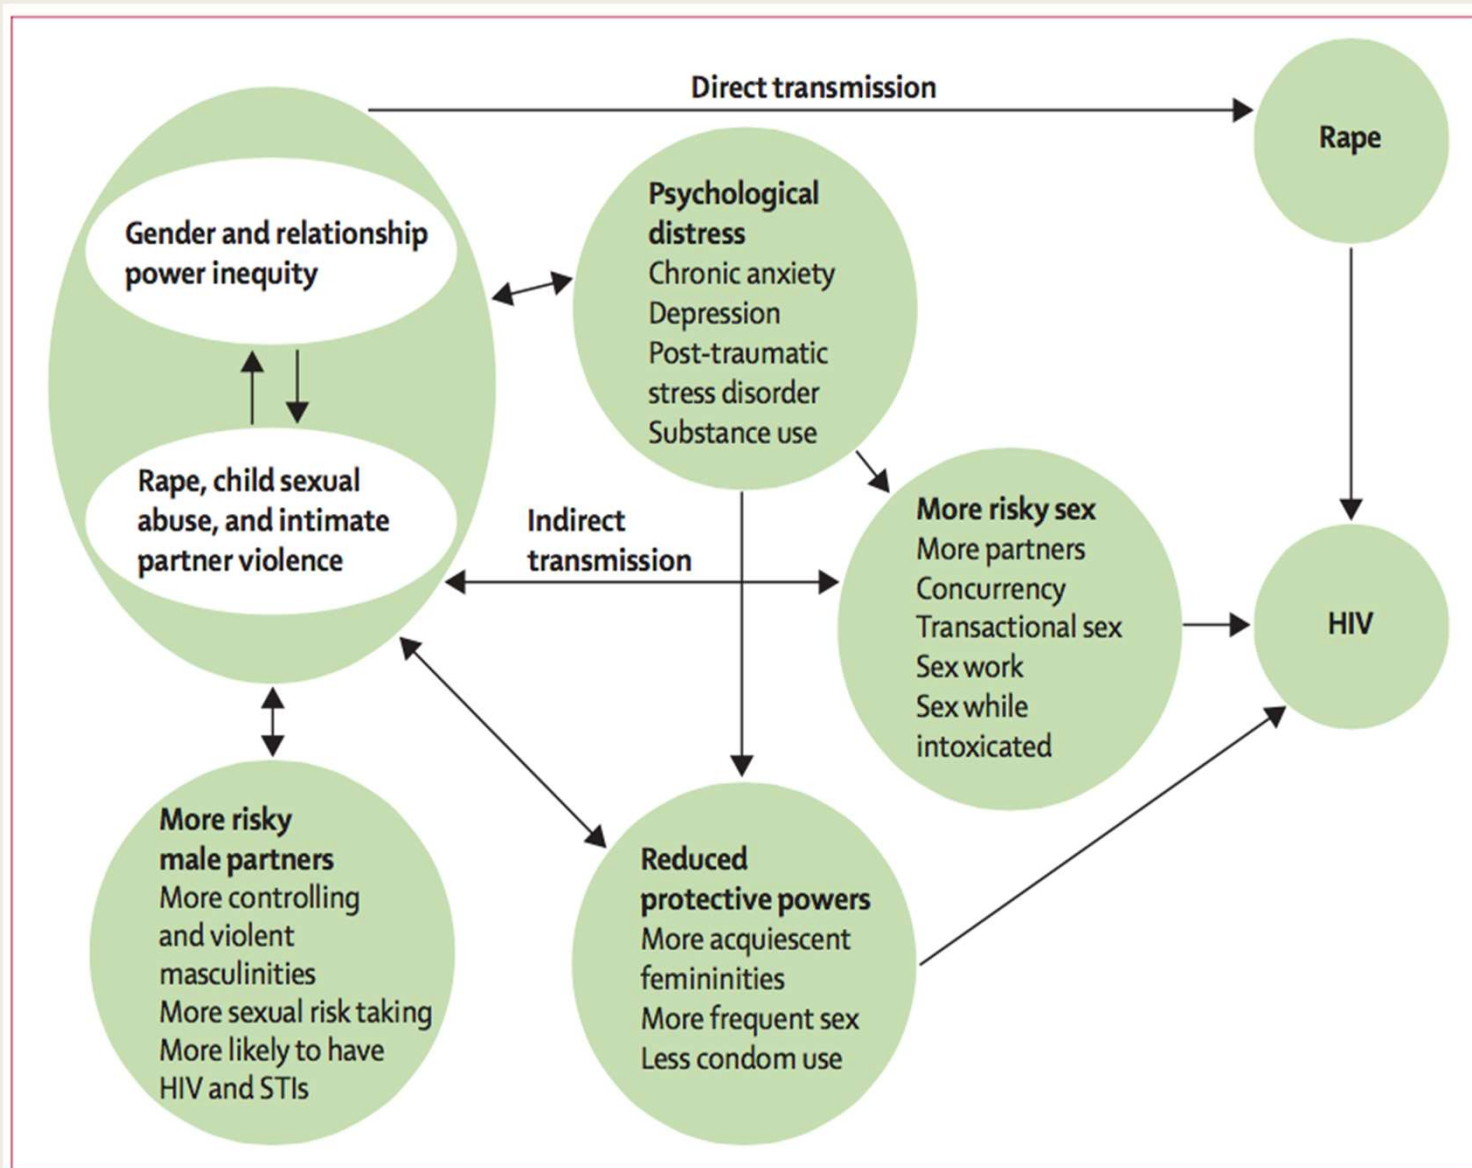 Direct transmission
Rape
Gender and relationship
power inequity
Psychological
distress
Chronic anxiety
Depression
Post-traumatic
stress disorder
Substance use
Rape, child sexual
abuse, and intimate
partner violence
Indirect
transmission
More risky sex
More partners
Concurrency
Transactional sex
Sex work
Sex while
intoxicated
HIV
More risky
male partners
More controlling
and violent
masculinities
More sexual risk taking
More likely to have
HIV and STIs
Reduced
protective powers
More acquiescent
femininities
More frequent sex
Less condom use